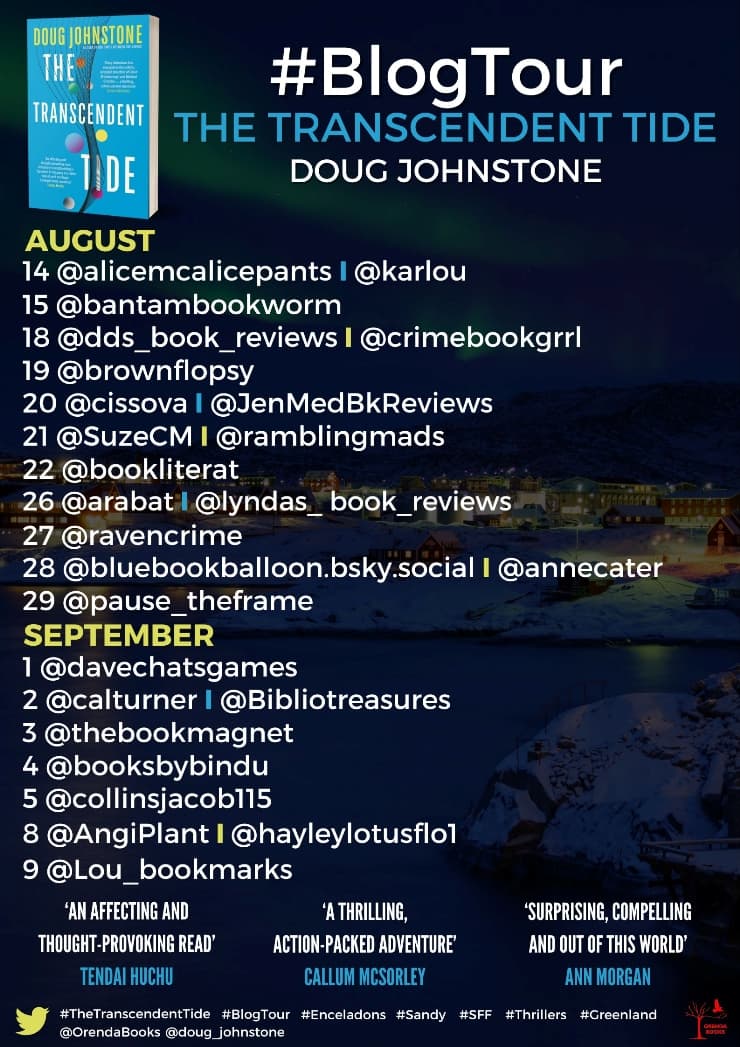 DOUG JOHNSTONE
THE
TRANSCENDENT
TIDE
#BlogTour
THE TRANSCENDENT TIDE
DOUG JOHNSTONE
AUGUST
14 @alicemcalicepants I @karlou
15 @bantambookworm
18 @dds_book_reviews I @crimebookgrrl
19 @brownflopsy
20 @cissova I @JenMedBkReviews
21 @SuzeCM I @ramblingmads
22 @bookliterat
26 @arabat I @lyndas_ book_reviews
27 @ravencrime
28 @bluebookballoon.bsky.social I @annecater
29 @pause_theframe
SEPTEMBER
1 @davechatsgames
2 @calturner I @Bibliotreasures
3 @thebookmagnet
4 @booksbybindu
5 @collinsjacob115
8 @AngiPlant I @hayleylotusflo1
9 @Lou_bookmarks
‘AN AFFECTING AND
THOUGHT-PROVOKING READ’
TENDAI HUCHU
‘A THRILLING,
ACTION-PACKED ADVENTURE’
CALLUM MCSORLEY
‘SURPRISING, COMPELLING
AND OUT OF THIS WORLD’
ANN MORGAN
#TheTranscendentTide #BlogTour #Enceladons #Sandy #SFF #Thrillers #Greenland
@OrendaBooks @doug_johnstone
ORENDA
BOOKS